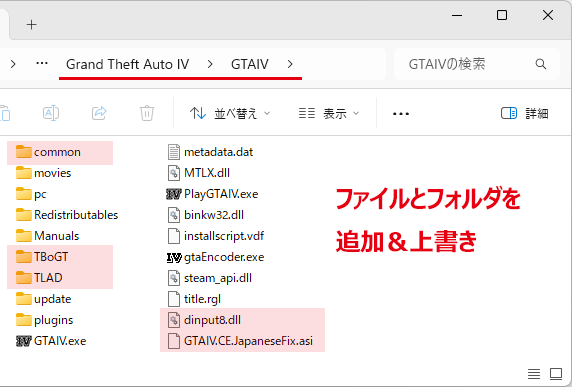 Grand Theft Auto IV
GTAIV
GTAIVの検索
並べ替え
表示
詳細
common
movies
pc
Redistributables
Manuals
TBoGT
TLAD
update
plugins
GTAIV.exe
metadata.dat
MTLX.dll
PlayGTAIV.exe
binkw32.dll
installscript.vdf
gtaEncoder.exe
steam_api.dll
title.rgl
dinput8.dll
GTAIV.CE.JapaneseFix.asi
ファイルとフォルダを
追加＆上書き